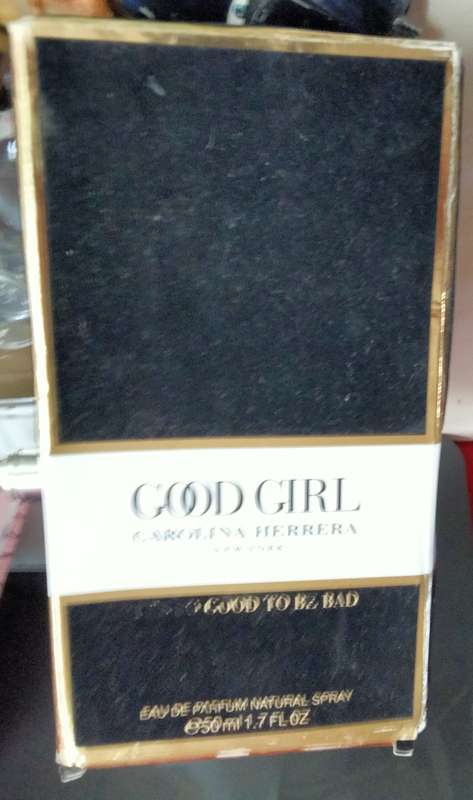 GOOD GIRL
CAROLINA HERRERA
NEW YORK
GOOD TO BE BAD
EAU DE PARFUM NATURAL SPRAY
℮50 ml 1.7 FL OZ